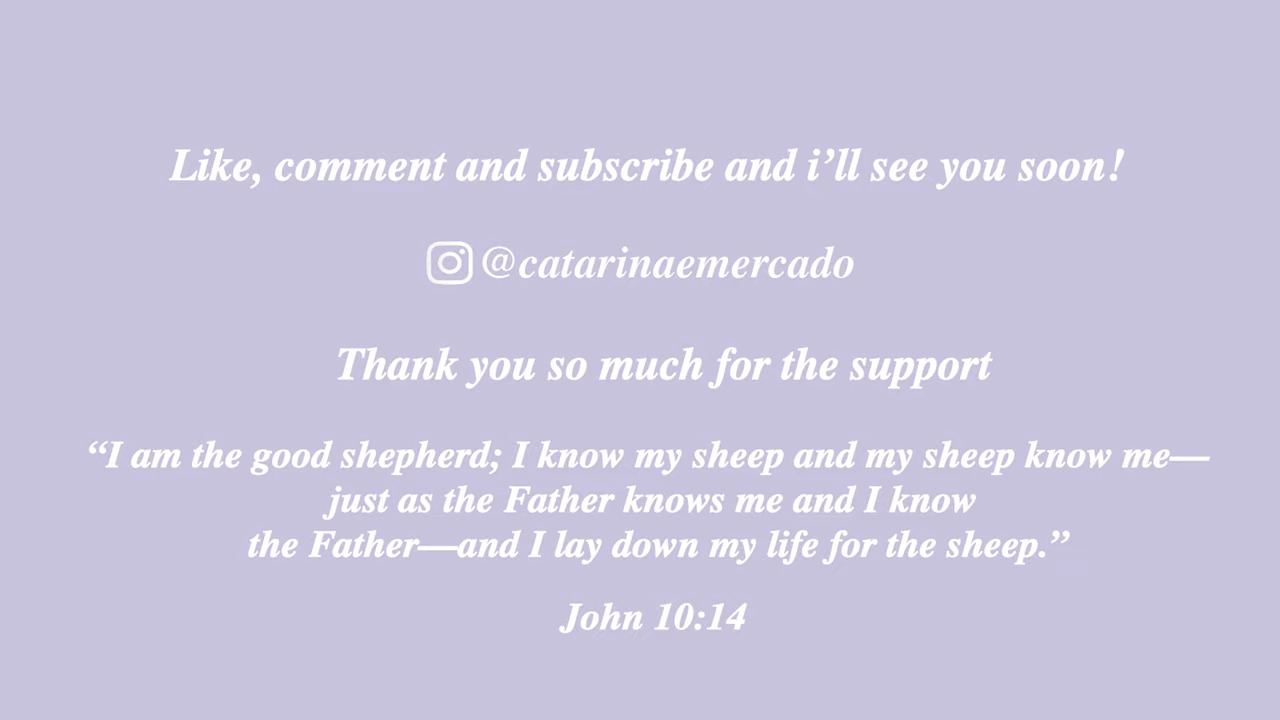 Like, comment and subscribe and i’ll see you soon!
@catarinaemercado
Thank you so much for the support
“I am the good shepherd; I know my sheep and my sheep know me—
just as the Father knows me and I know
the Father—and I lay down my life for the sheep.”
John 10:14